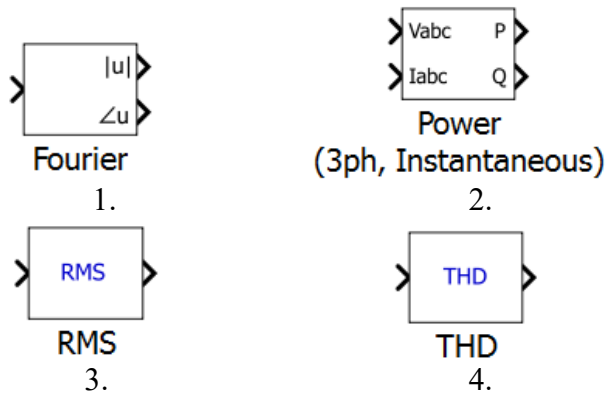 |u|
∠u
Fourier
1.
Vabc P
Iabc Q
Power
(3ph, Instantaneous)
2.
RMS
RMS
3.
THD
THD
4.